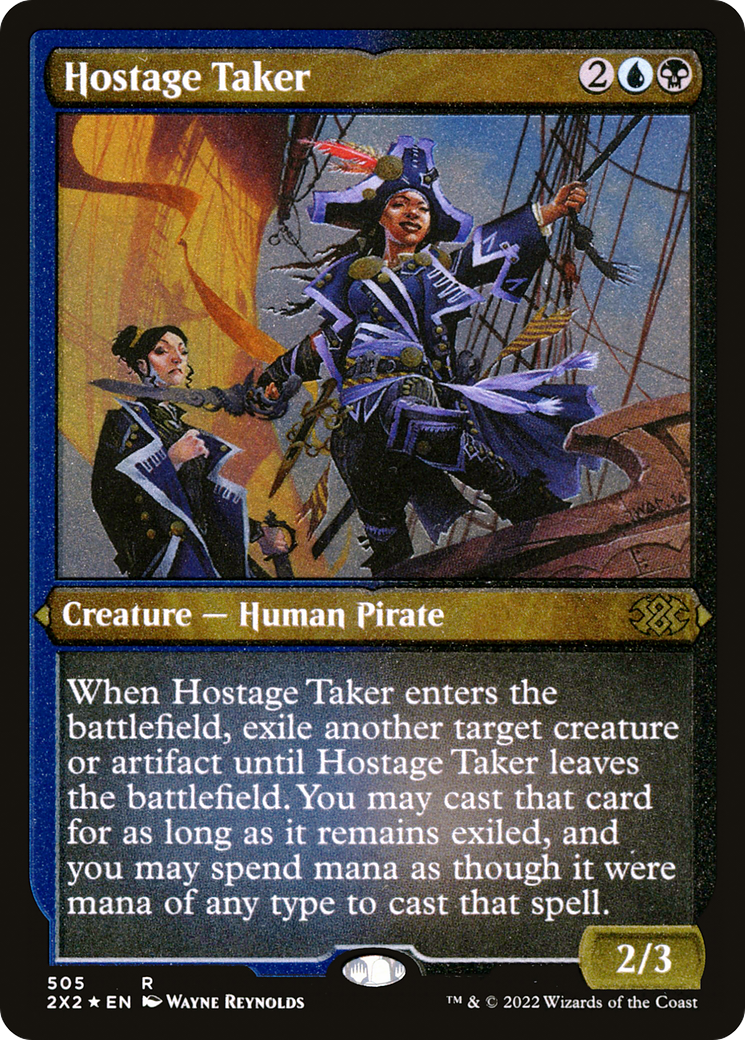 Hostage Taker 2
Creature — Human Pirate
When Hostage Taker enters the
battlefield, exile another target creature
or artifact until Hostage Taker leaves
the battlefield. You may cast that card
for as long as it remains exiled, and
you may spend mana as though it were
mana of any type to cast that spell.
2/3
505 R
2X2 ★ EN Wayne Reynolds
™ & © 2022 Wizards of the Coast